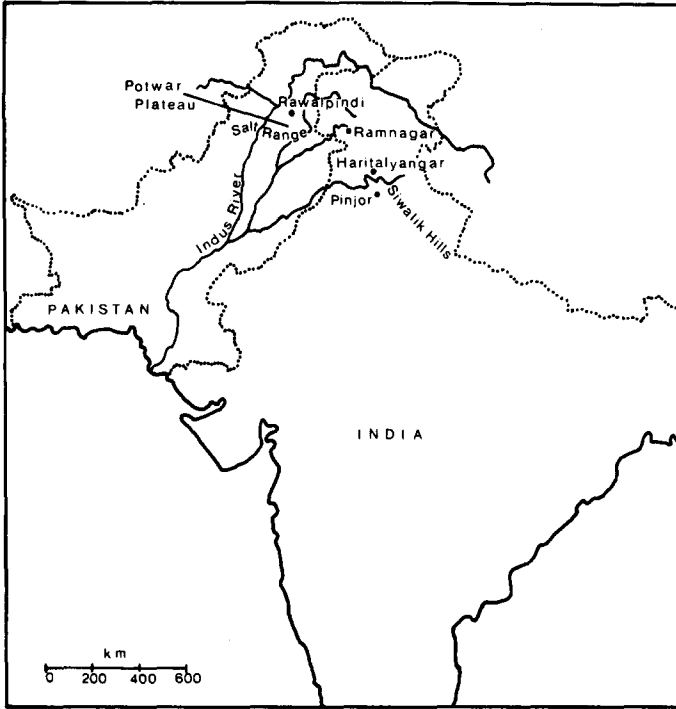 Potwar
Plateau
Rawalpindi
Salt Range
Ramnagar
Haritalyangar
Pinjor
Siwalik Hills
Indus River
PAKISTAN
INDIA
km
0 200 400 600